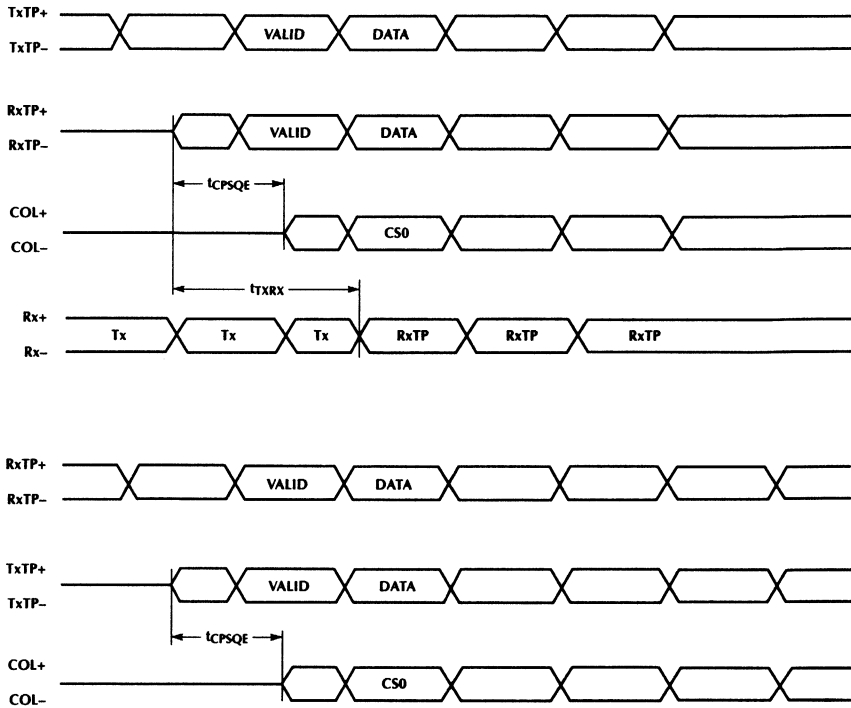 TxTP+
TxTP–
VALID DATA
RxTP+
RxTP–
VALID DATA
tCPSQE
COL+
COL–
CS0
tTXRX
Rx+
Rx–
Tx Tx Tx RxTP RxTP RxTP
RxTP+
RxTP–
VALID DATA
TxTP+
TxTP–
VALID DATA
tCPSQE
COL+
COL–
CS0